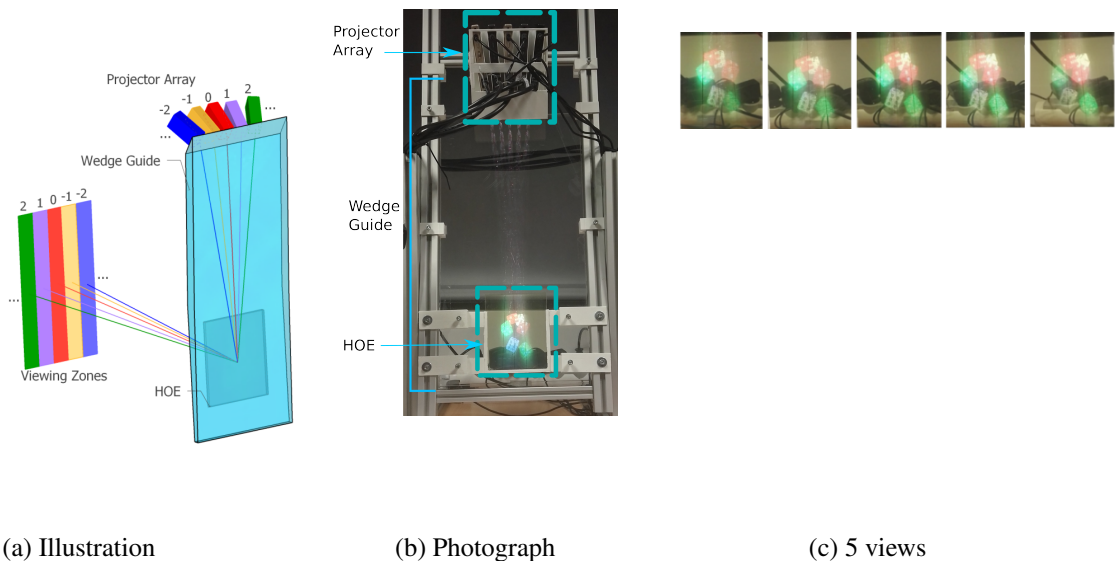 Projector Array
-2 -1 0 1 2
... ...
Wedge Guide
2 1 0 -1 -2
... ...
Viewing Zones
HOE
Projector
Array
Wedge
Guide
HOE
(a) Illustration
(b) Photograph
(c) 5 views